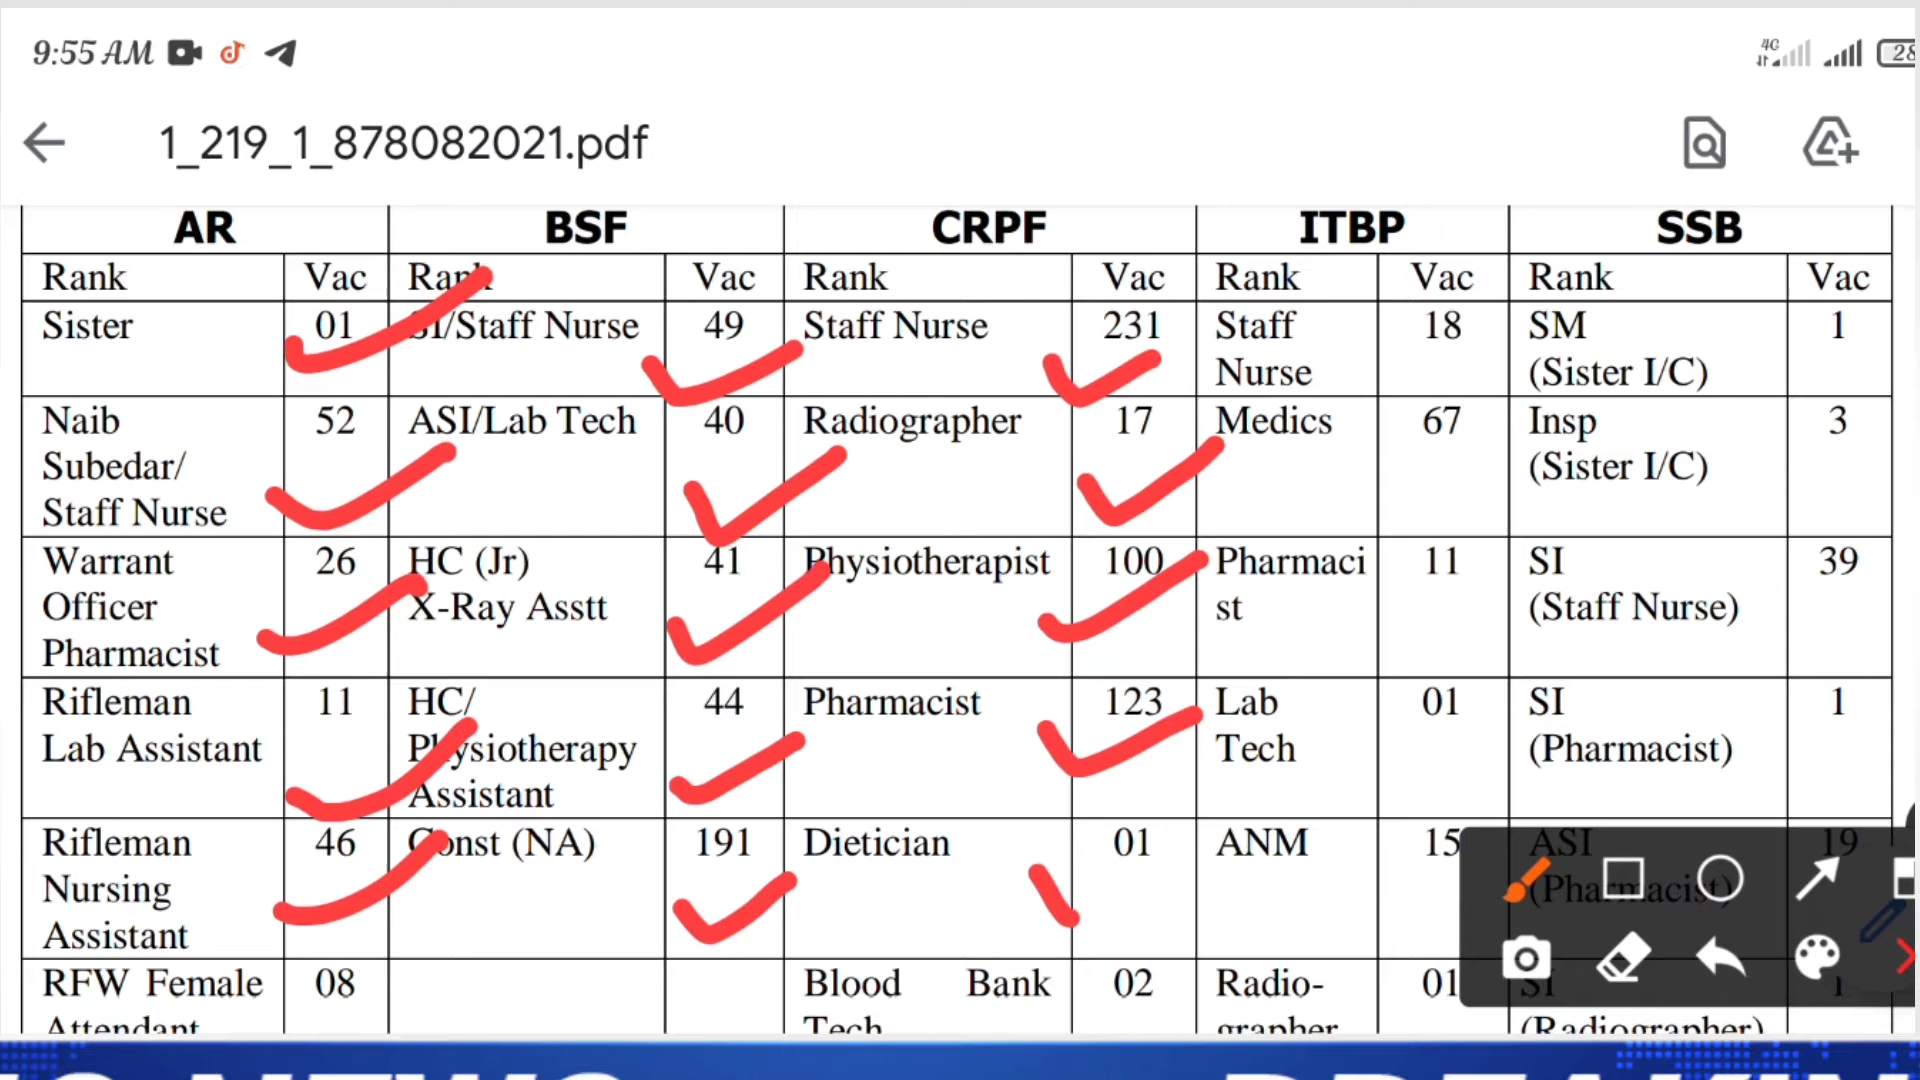 9:55 AM 4G 28
1_219_1_878082021.pdf
AR BSF CRPF ITBP SSB
Rank Vac Rank Vac Rank Vac Rank Vac Rank Vac
Sister 01 SI/Staff Nurse 49 Staff Nurse 231 Staff 18 SM 1
Nurse (Sister I/C)
Naib 52 ASI/Lab Tech 40 Radiographer 17 Medics 67 Insp 3
Subedar/ (Sister I/C)
Staff Nurse
Warrant 26 HC (Jr) 41 Physiotherapist 100 Pharmaci 11 SI 39
Officer X-Ray Asstt st (Staff Nurse)
Pharmacist
Rifleman 11 HC/ 44 Pharmacist 123 Lab 01 SI 1
Lab Assistant Physiotherapy Tech (Pharmacist)
Assistant
Rifleman 46 Const (NA) 191 Dietician 01 ANM 15 ASI 19
Nursing (Pharmacist)
Assistant
RFW Female 08 Blood Bank 02 Radio- 01 SI 1
Attendant Tech grapher (Radiographer)